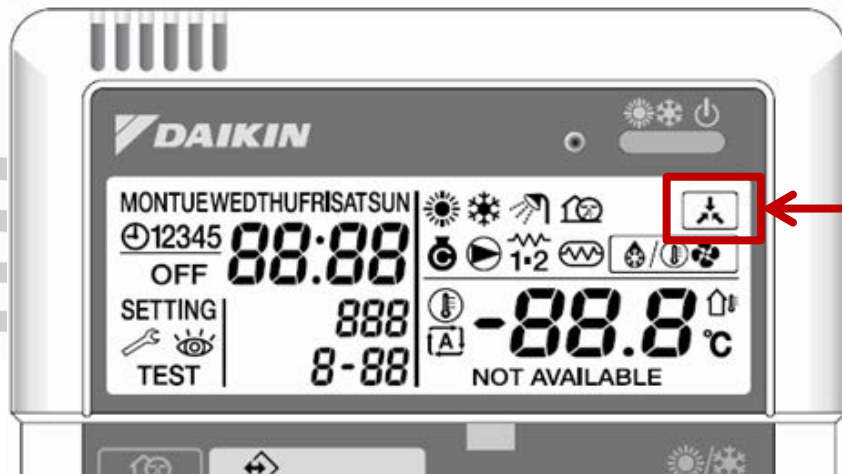 DAIKIN
MONTUEWEDTHUFRISATSUN
12345 88:88
OFF
1•2
SETTING
888
-88.8
A
°C
TEST
8-88
NOT AVAILABLE